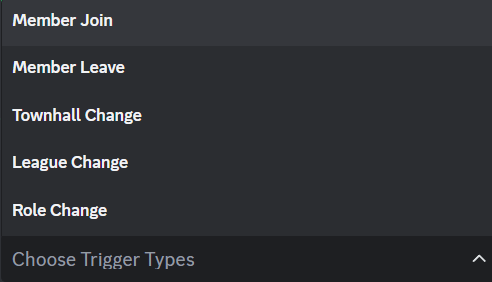 Member Join
Member Leave
Townhall Change
League Change
Role Change
Choose Trigger Types